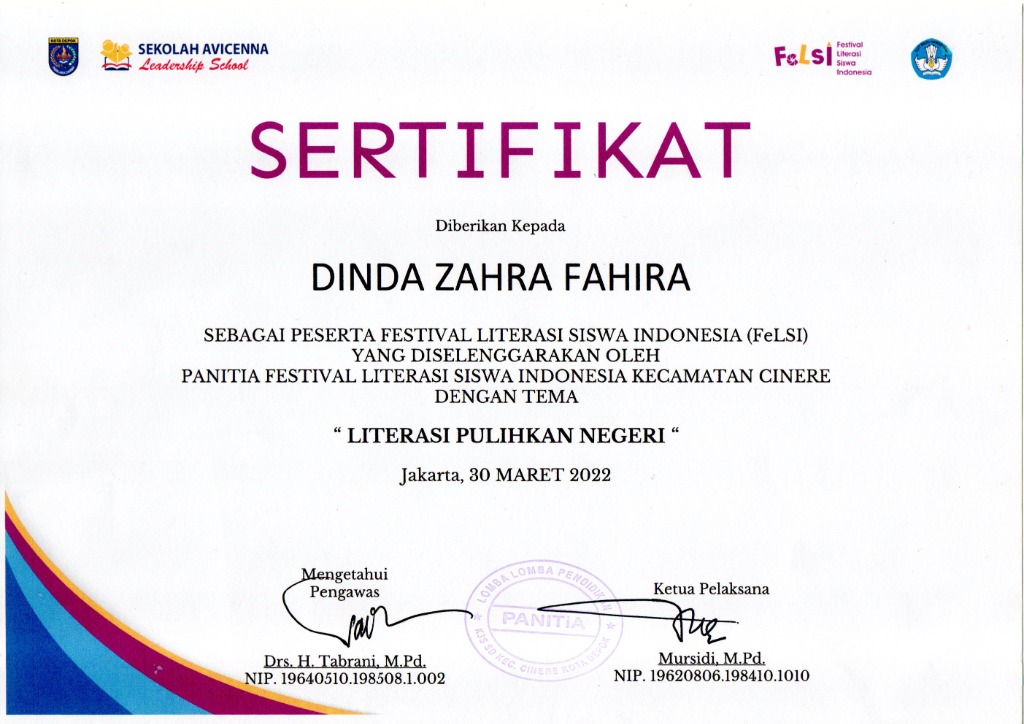 KOTA DEPOK
SEKOLAH AVICENNA
Leadership School
FeLSI
Festival
Literasi
Siswa
Indonesia
SERTIFIKAT
Diberikan Kepada
DINDA ZAHRA FAHIRA
SEBAGAI PESERTA FESTIVAL LITERASI SISWA INDONESIA (FeLSI)
YANG DISELENGGARAKAN OLEH
PANITIA FESTIVAL LITERASI SISWA INDONESIA KECAMATAN CINERE
DENGAN TEMA
“ LITERASI PULIHKAN NEGERI “
Jakarta, 30 MARET 2022
Mengetahui
Pengawas
Drs. H. Tabrani, M.Pd.
NIP. 19640510.198508.1.002
LOMBA LOMBA PENDIDIKAN
PANITiA
K3S SD KEC. CINERE KOTA DEPOK
Ketua Pelaksana
Mursidi, M.Pd.
NIP. 19620806.198410.1010